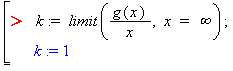 > k := limit(g(x)/x, x = ∞);
k := 1